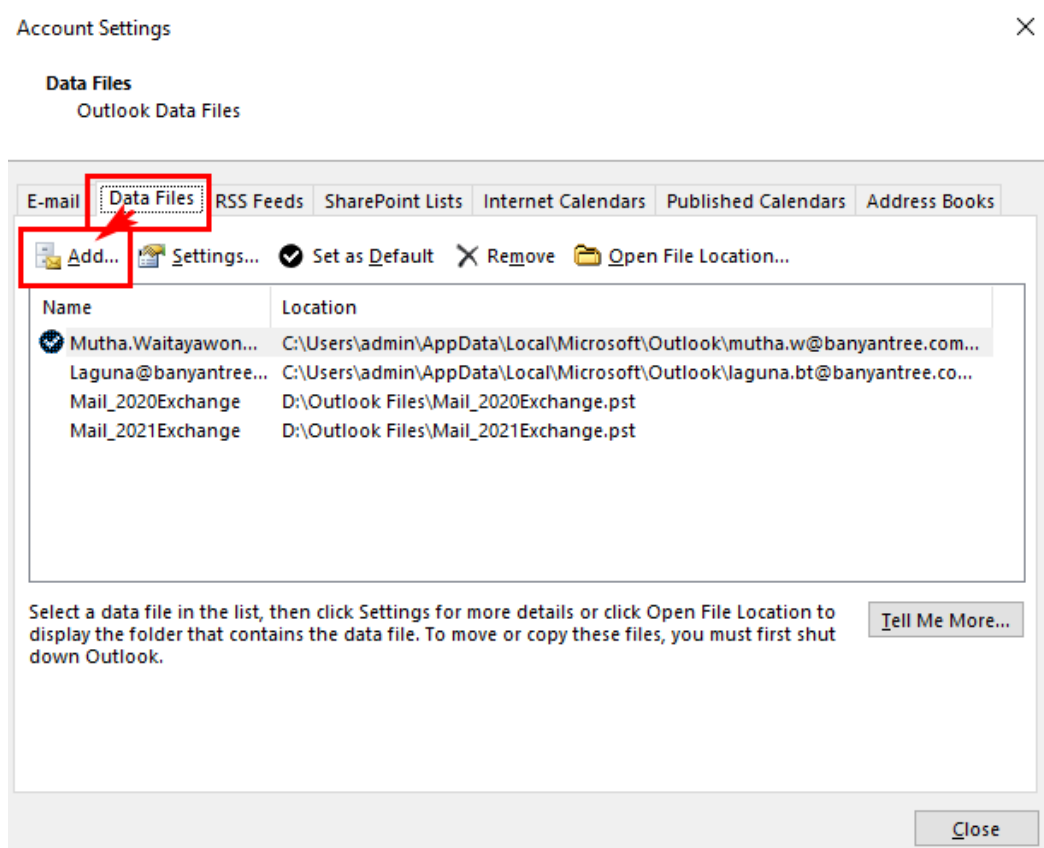 Account Settings
Data Files
Outlook Data Files
E-mail Data Files RSS Feeds SharePoint Lists Internet Calendars Published Calendars Address Books
Add... Settings... Set as Default Remove Open File Location...
Name Location
Mutha.Waitayawon... C:\Users\admin\AppData\Local\Microsoft\Outlook\mutha.w@banyantree.com...
Laguna@banyantree... C:\Users\admin\AppData\Local\Microsoft\Outlook\laguna.bt@banyantree.co...
Mail_2020Exchange D:\Outlook Files\Mail_2020Exchange.pst
Mail_2021Exchange D:\Outlook Files\Mail_2021Exchange.pst
Select a data file in the list, then click Settings for more details or click Open File Location to
display the folder that contains the data file. To move or copy these files, you must first shut
down Outlook.
Tell Me More...
Close